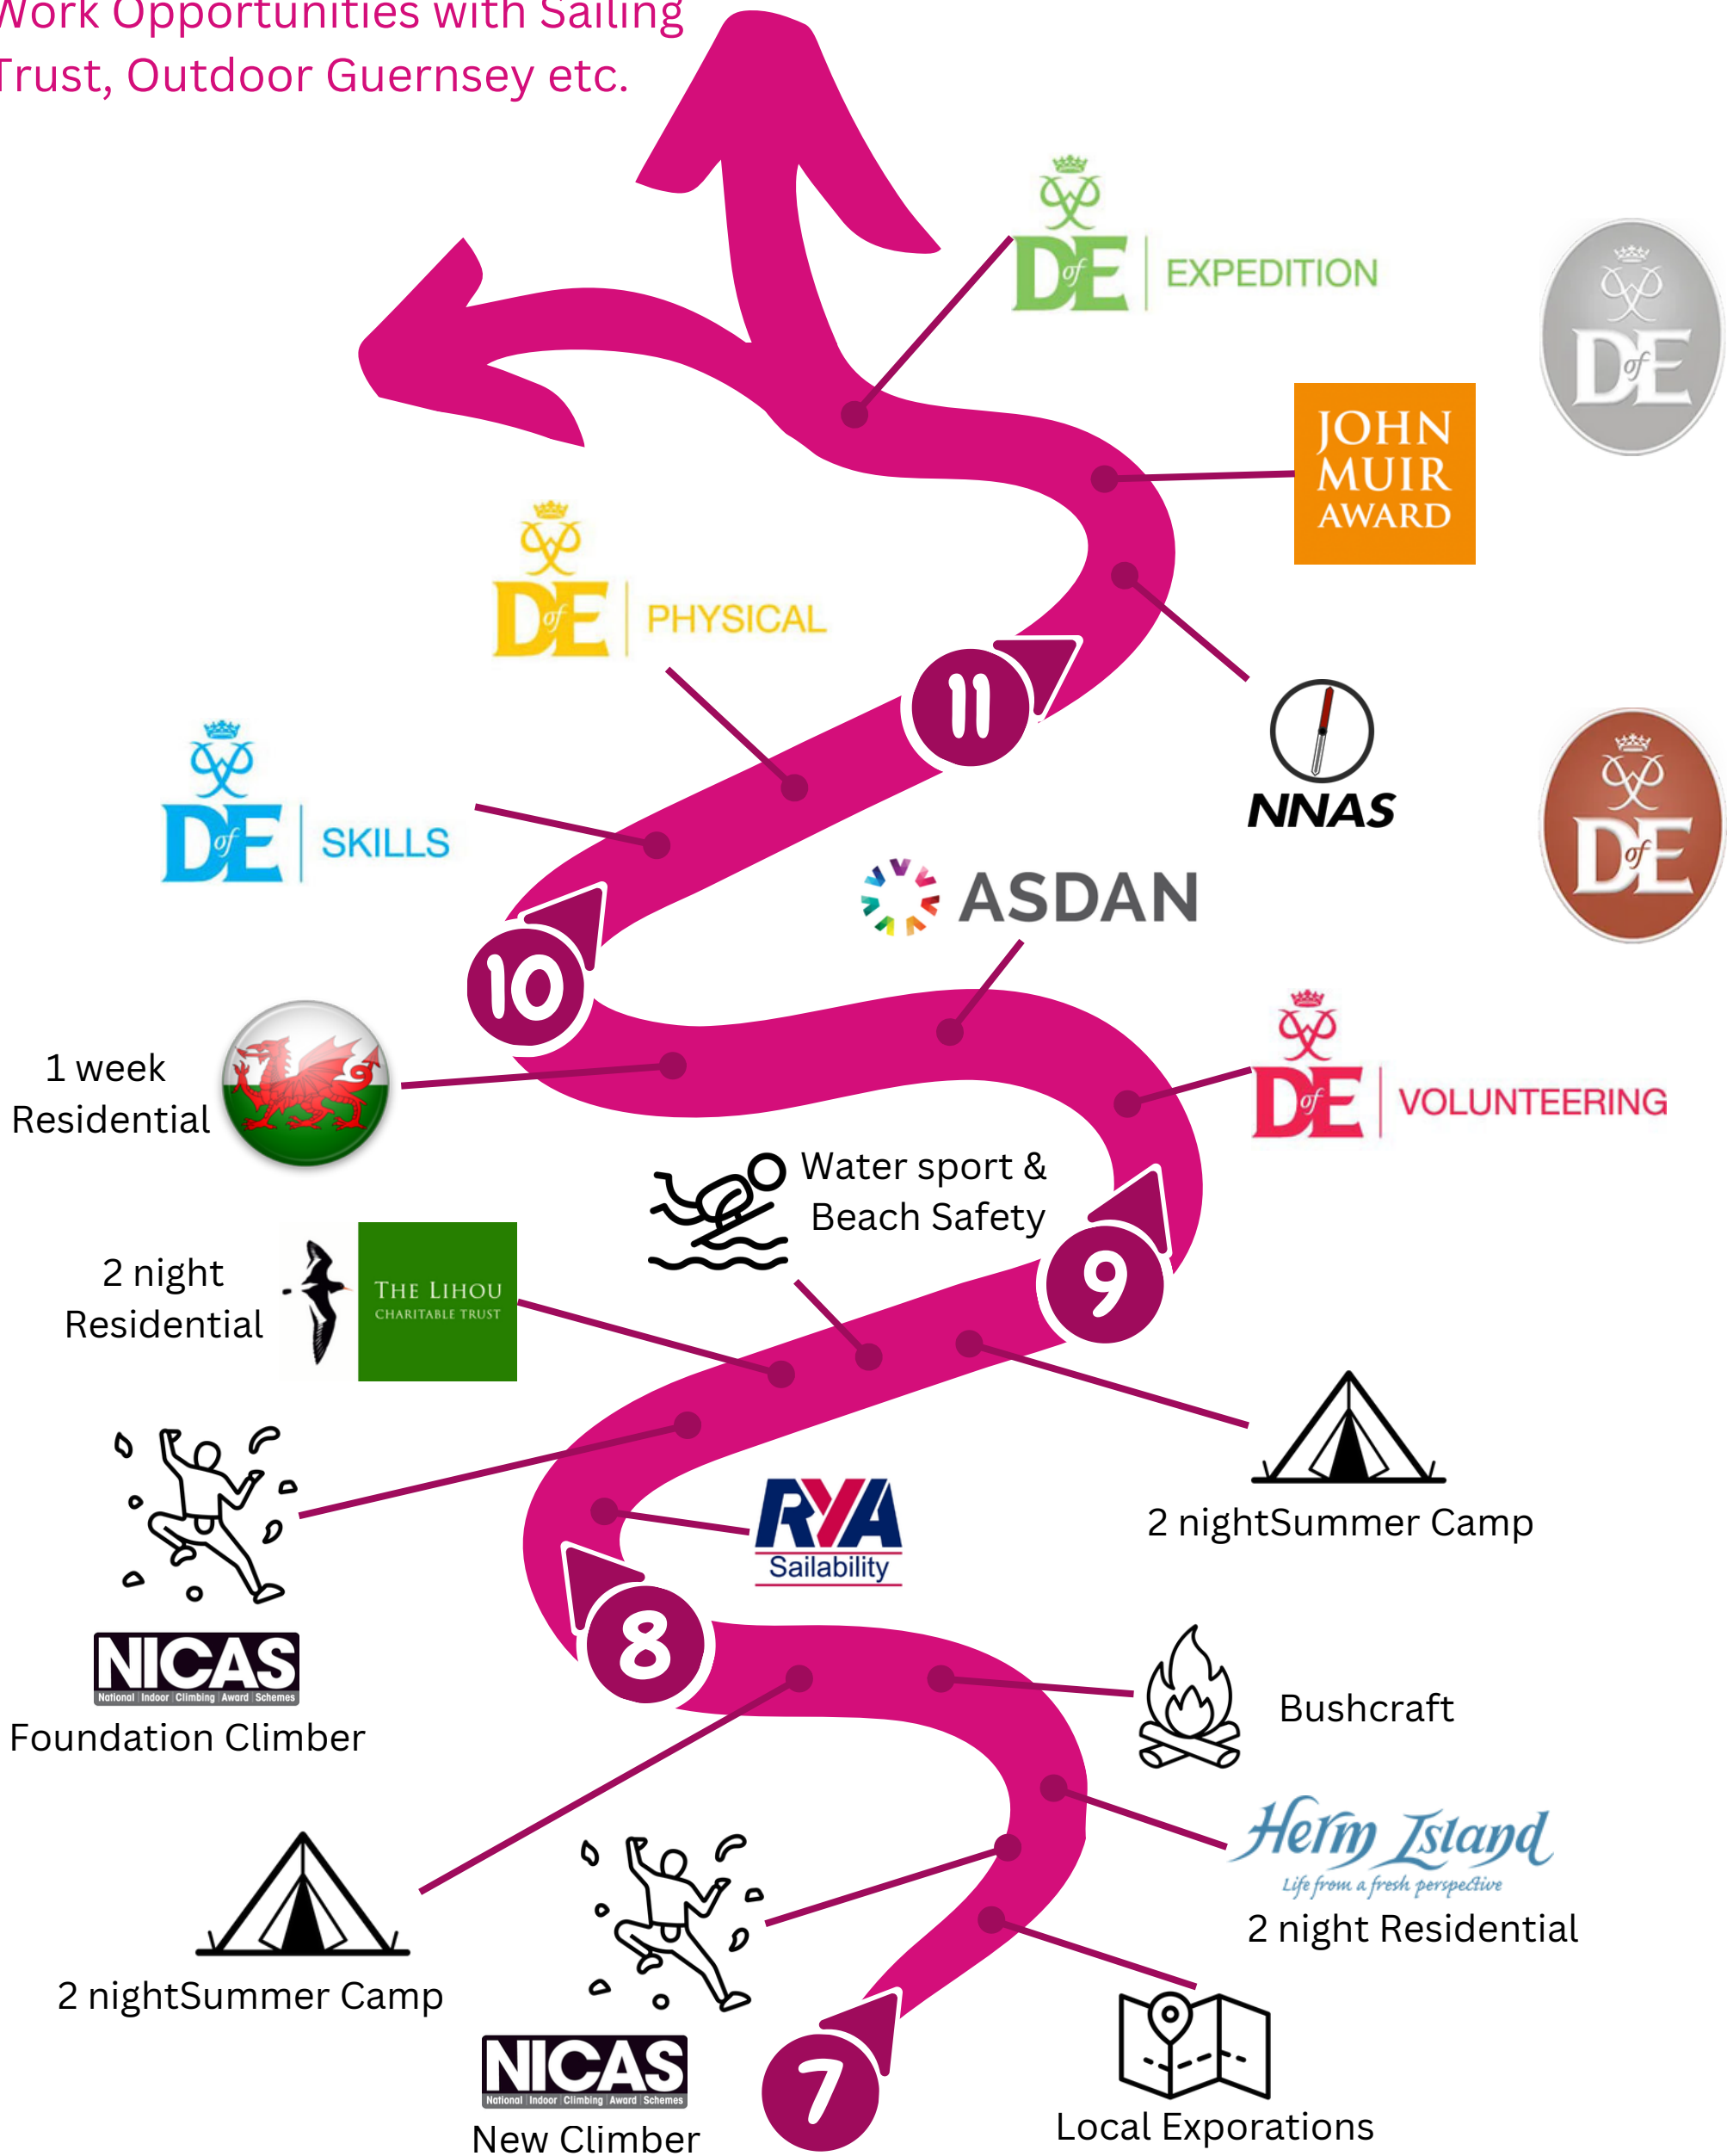 Work Opportunities with Sailing
Trust, Outdoor Guernsey etc.
DofE | EXPEDITION
DofE
JOHN
MUIR
AWARD
DofE | PHYSICAL
11
NNAS
DofE | SKILLS
DofE
ASDAN
10
1 week
Residential
DofE | VOLUNTEERING
Water sport &
Beach Safety
2 night
Residential
THE LIHOU
CHARITABLE TRUST
9
2 nightSummer Camp
RYA
Sailability
8
NICAS
National Indoor Climbing Award Schemes
Foundation Climber
Bushcraft
Herm Island
Life from a fresh perspective
2 night Residential
2 nightSummer Camp
NICAS
National Indoor Climbing Award Schemes
New Climber
7
Local Exporations